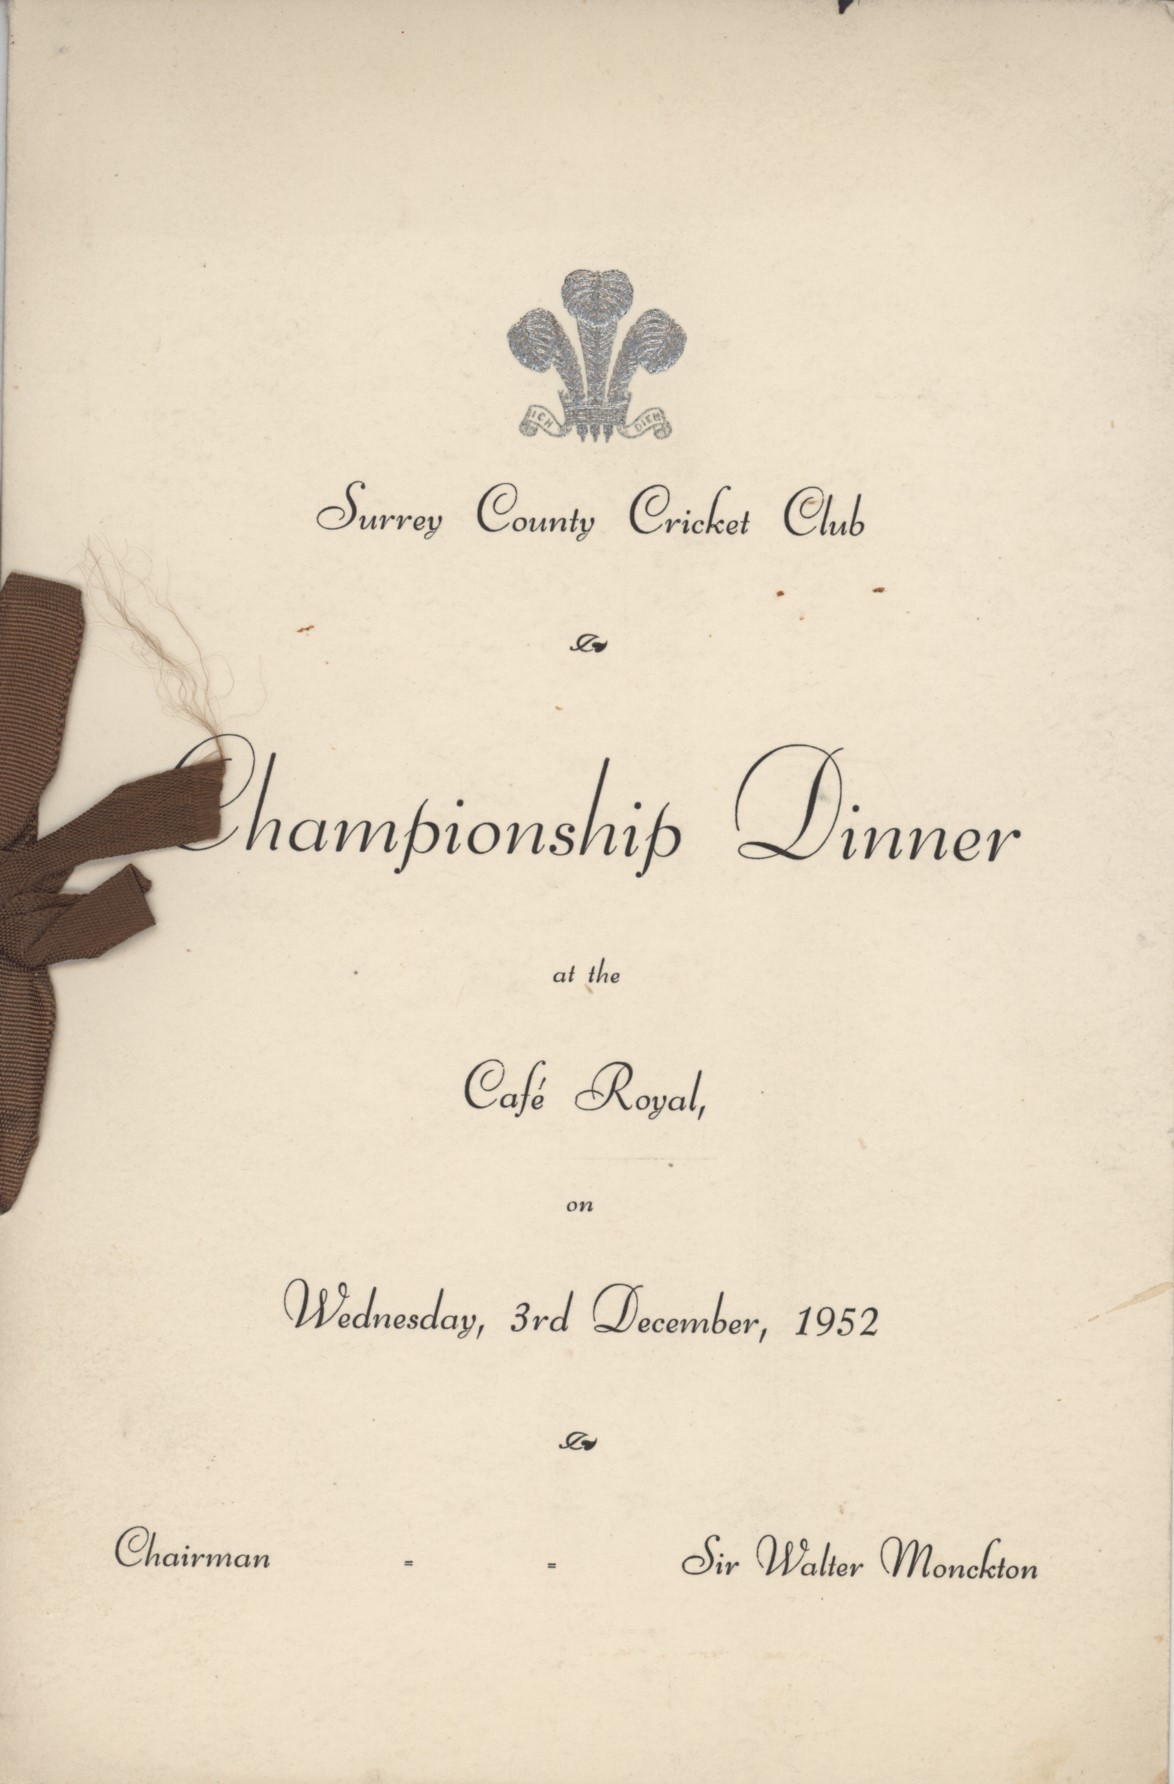 ICH DIEN
Surrey County Cricket Club
Championship Dinner
at the
Café Royal,
on
Wednesday, 3rd December, 1952
Chairman - - Sir Walter Monckton